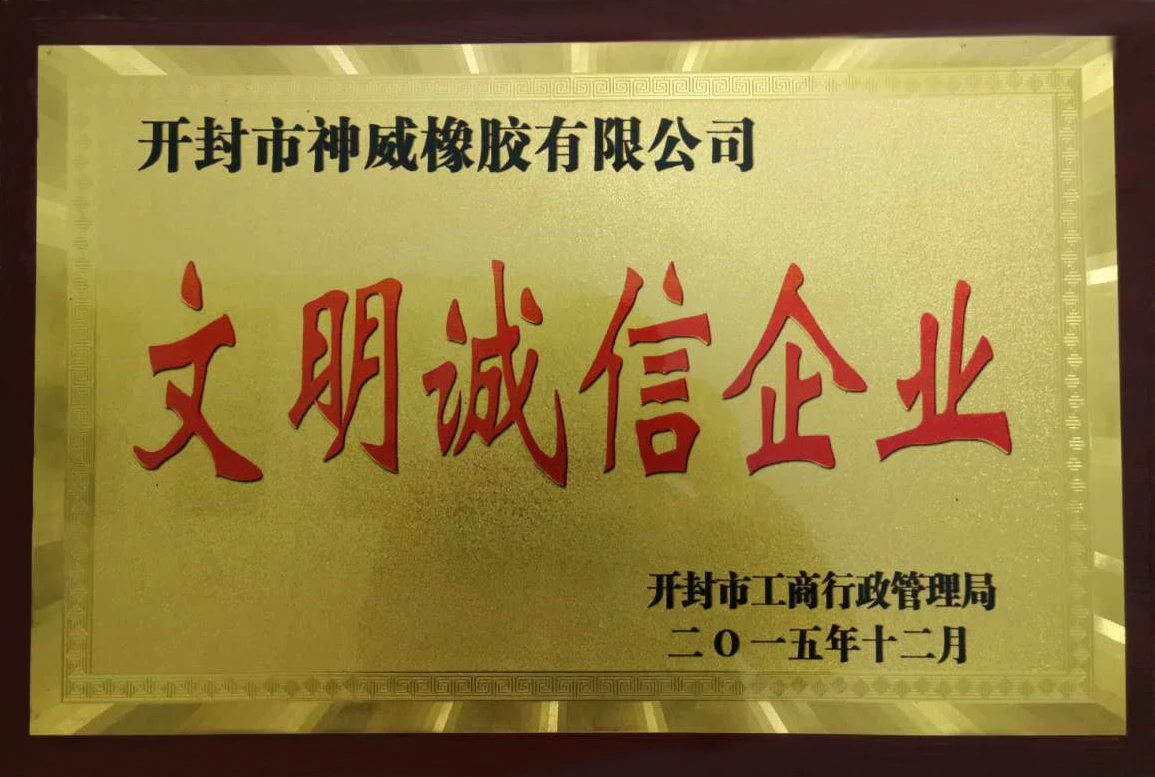 开封市神威橡胶有限公司
文明诚信企业
开封市工商行政管理局
二O一五年十二月